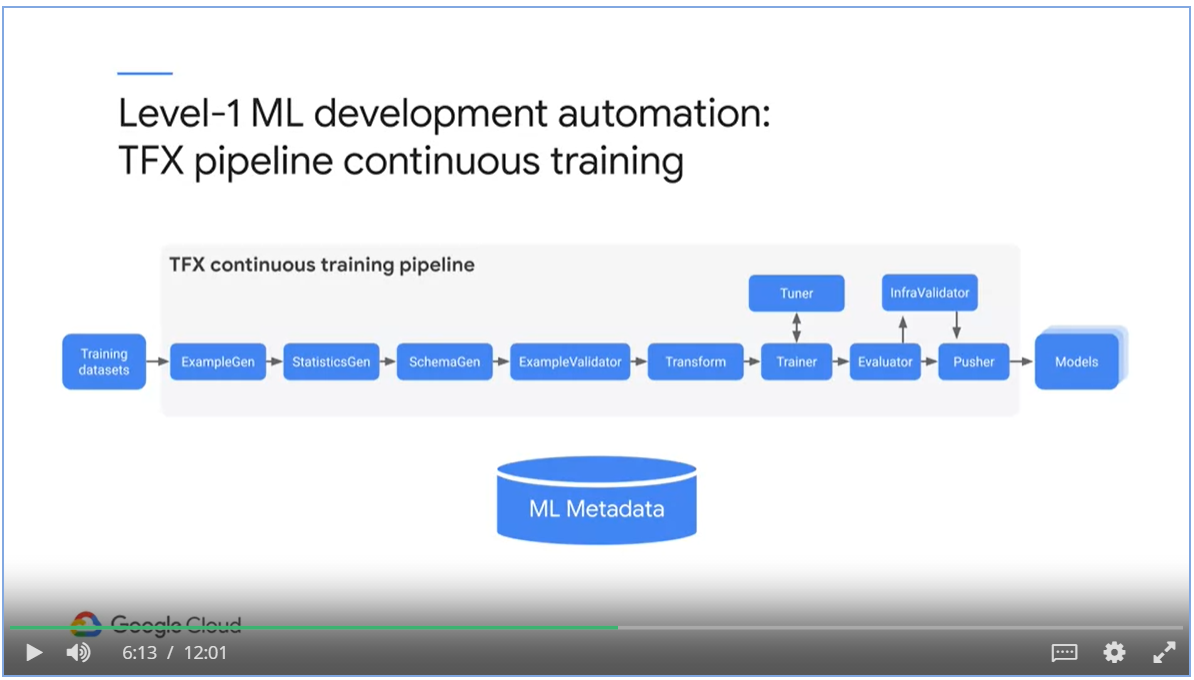 Level-1 ML development automation:
TFX pipeline continuous training
TFX continuous training pipeline
Tuner
InfraValidator
Training
datasets
ExampleGen
StatisticsGen
SchemaGen
ExampleValidator
Transform
Trainer
Evaluator
Pusher
Models
ML Metadata
Google Cloud
6:13 / 12:01